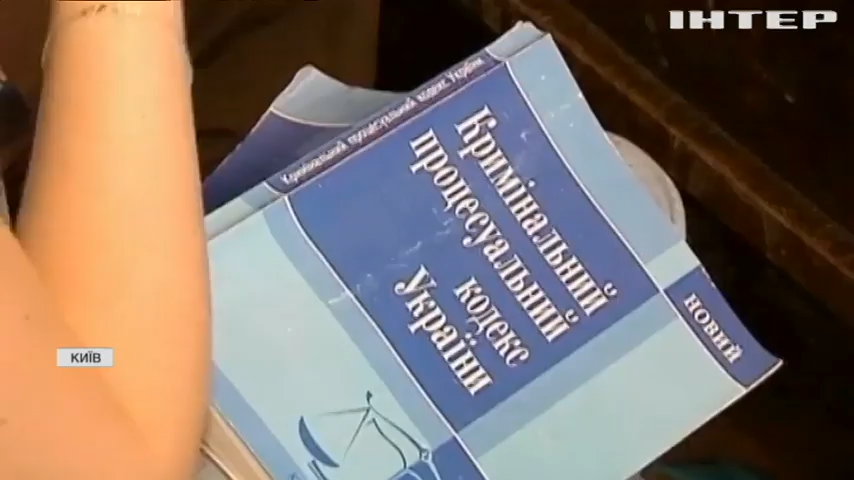 ІНТЕР
Кримінальний процесуальний кодекс України
Кримінальний
процесуальний
кодекс
України
НОВИЙ
КИЇВ